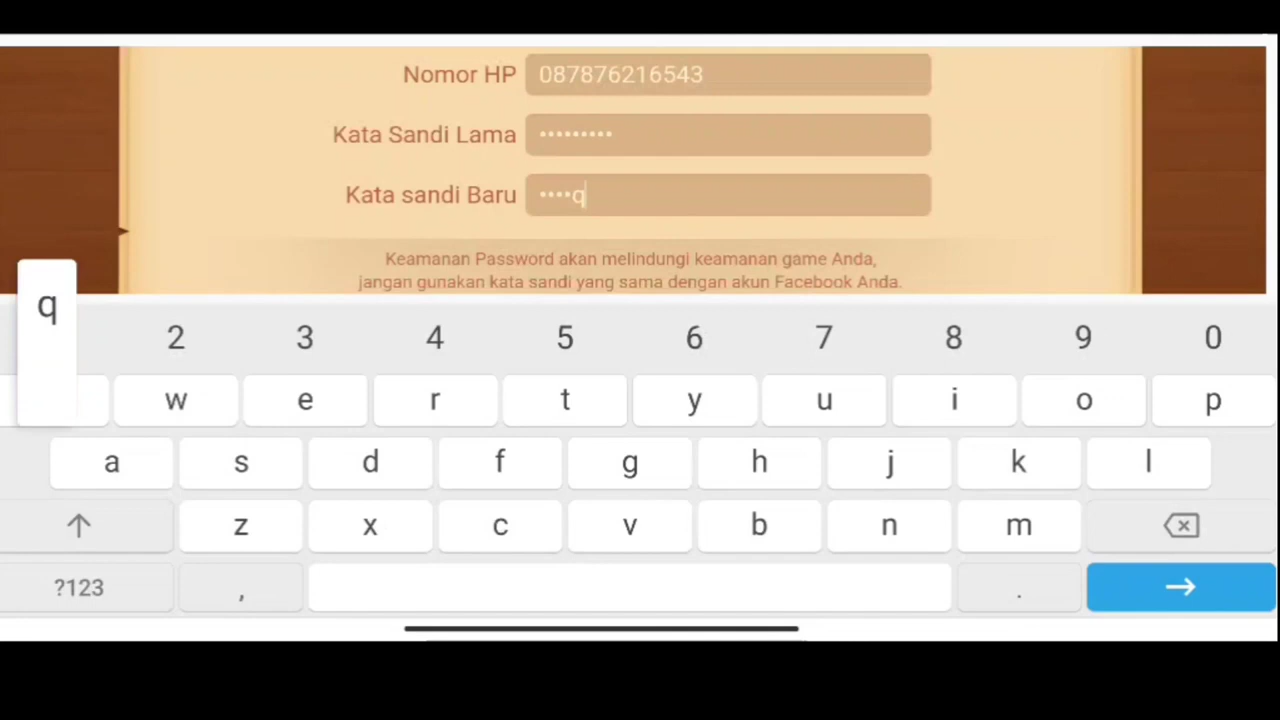 Nomor HP 087876216543
Kata Sandi Lama •••••••••
Kata sandi Baru ••••q
Keamanan Password akan melindungi keamanan game Anda,
jangan gunakan kata sandi yang sama dengan akun Facebook Anda.
q 2 3 4 5 6 7 8 9 0
w e r t y u i o p
a s d f g h j k l
z x c v b n m
?123 , .